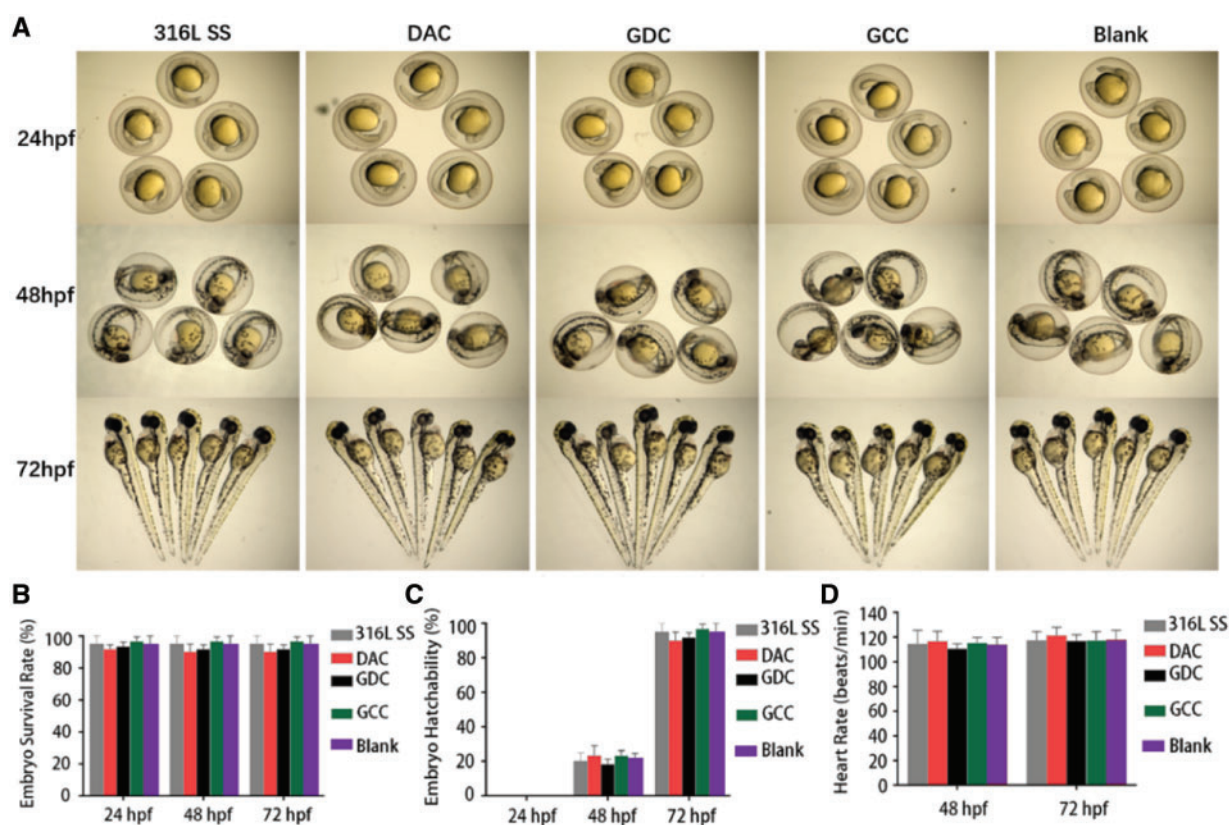 A
316L SS DAC GDC GCC Blank
24hpf
48hpf
72hpf
B
Embryo Survival Rate (%)
100
80
60
40
20
0
24 hpf 48 hpf 72 hpf
316L SS
DAC
GDC
GCC
Blank
C
Embryo Hatchability (%)
100
80
60
40
20
0
24 hpf 48 hpf 72 hpf
316L SS
DAC
GDC
GCC
Blank
D
Heart Rate (beats/min)
140
120
100
80
60
40
20
0
48 hpf 72 hpf
316L SS
DAC
GDC
GCC
Blank